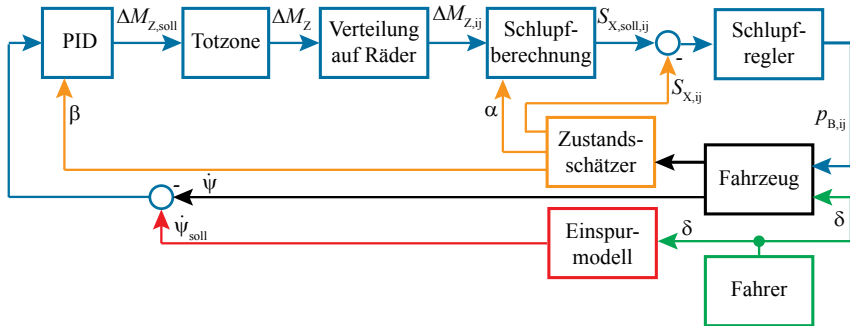 PID
ΔM_Z,soll
Totzone
ΔM_Z
Verteilung
auf Räder
ΔM_Z,ij
Schlupf-
berechnung
S_X,soll,ij
-
Schlupf-
regler
S_X,ij
β
α
p_B,ij
Zustands-
schätzer
Fahrzeug
-
ψ̇
ψ̇_soll
Einspur-
modell
δ
δ
Fahrer